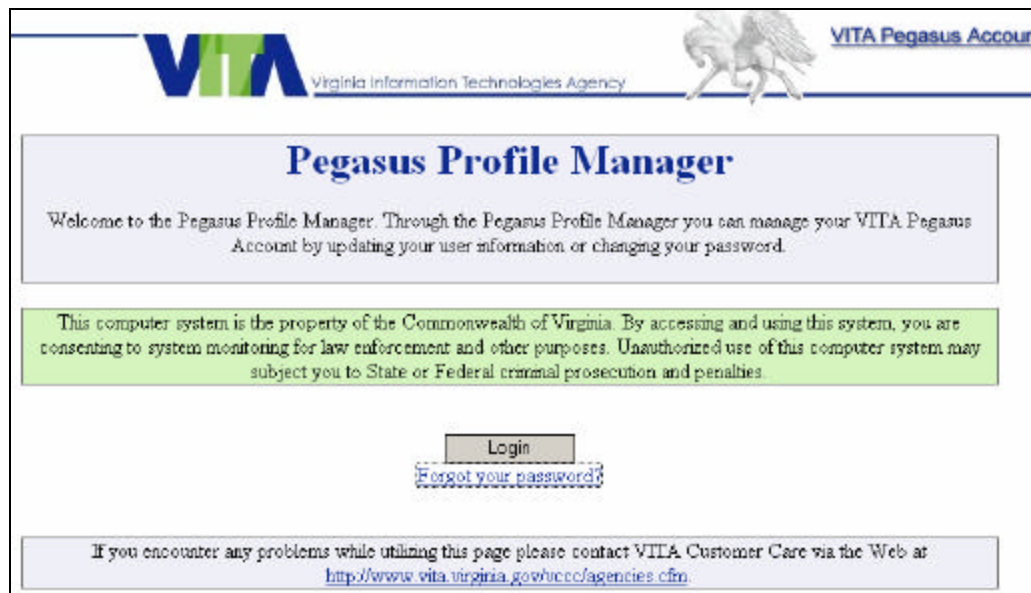 VITA
Virginia Information Technologies Agency
VITA Pegasus Accoun
Pegasus Profile Manager
Welcome to the Pegasus Profile Manager. Through the Pegasus Profile Manager you can manage your VITA Pegasus
Account by updating your user information or changing your password.
This computer system is the property of the Commonwealth of Virginia. By accessing and using this system, you are
consenting to system monitoring for law enforcement and other purposes. Unauthorized use of this computer system may
subject you to State or Federal criminal prosecution and penalties.
Login
Forgot your password?
If you encounter any problems while utilizing this page please contact VITA Customer Care via the Web at
http://www.vita.virginia.gov/vccc/agencies.cfm.